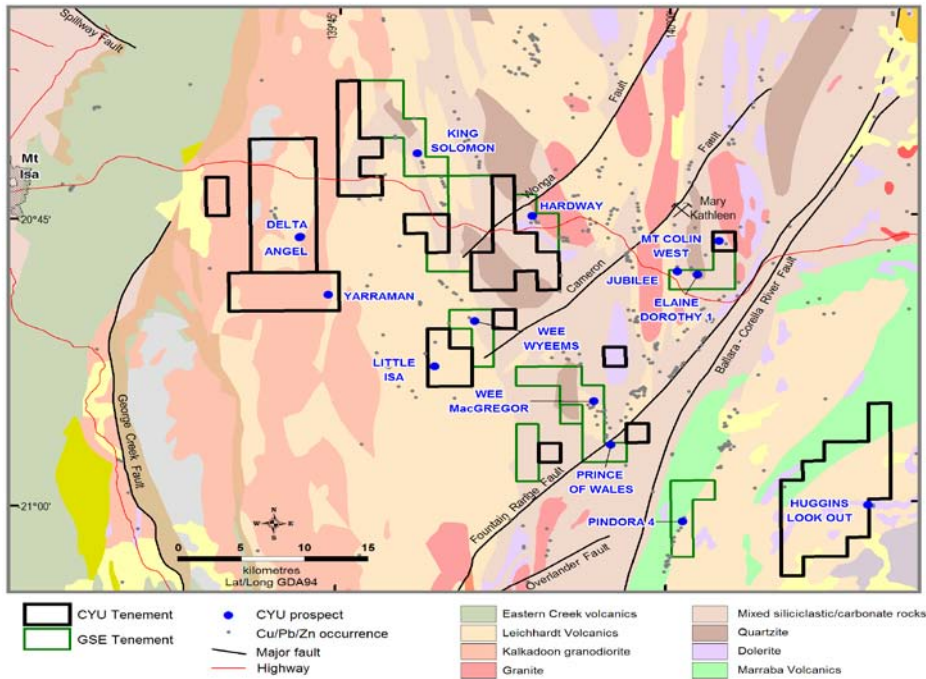 Spillway Fault
139°45'
140°00'
KING
SOLOMON
Wonga
Fault
Fault
Mt
Isa
Mary
Kathleen
20°45'
HARDWAY
DELTA
ANGEL
MT COLIN
WEST
Cameron
JUBILEE
YARRAMAN
ELAINE
DOROTHY 1
Ballara - Corella River Fault
WEE
WYEEMS
LITTLE
ISA
WEE
MacGREGOR
George Creek Fault
PRINCE
OF WALES
Fountain Range Fault
21°00'
HUGGINS
LOOK OUT
PINDORA 4
N
W
E
S
0
5
10
15
kilometres
Lat/Long GDA94
Overlander Fault
CYU Tenement
GSE Tenement
CYU prospect
Cu/Pb/Zn occurrence
Major fault
Highway
Eastern Creek volcanics
Leichhardt Volcanics
Kalkadoon granodiorite
Granite
Mixed siliciclastic/carbonate rocks
Quartzite
Dolerite
Marraba Volcanics